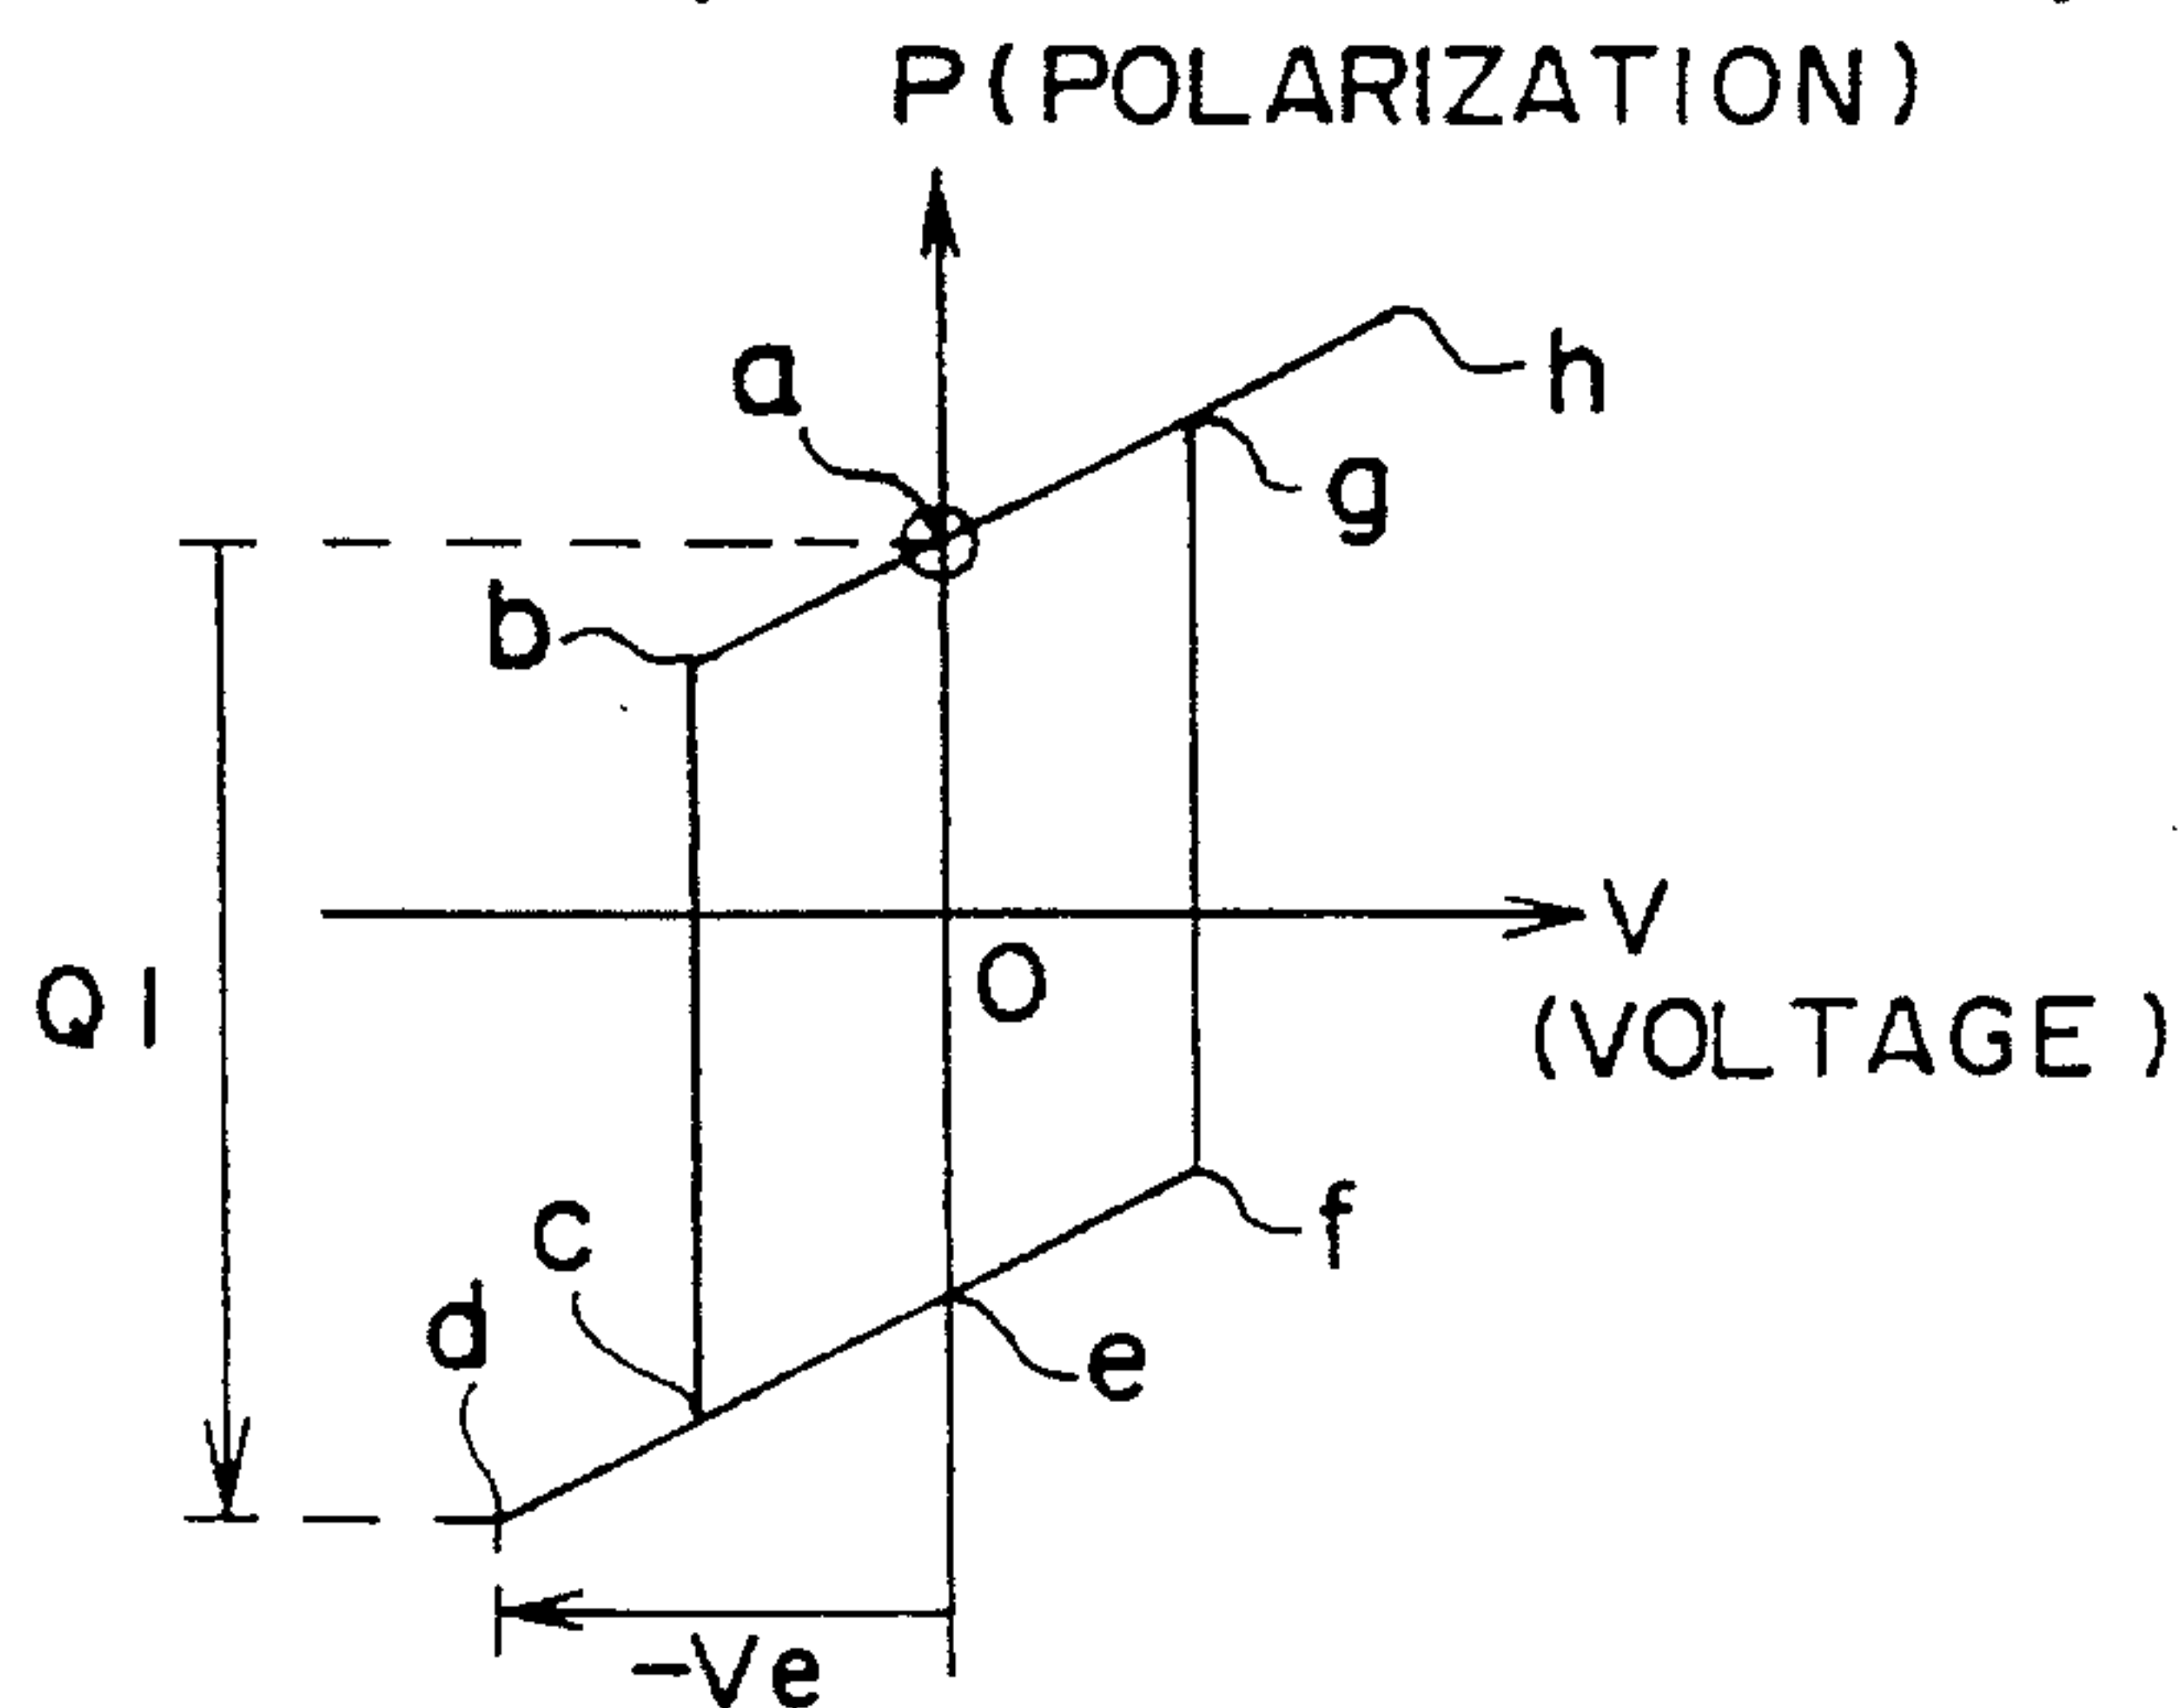 P(POLARIZATION)
a
h
g
b
V
O
Q1
(VOLTAGE)
c
f
d
e
-Ve